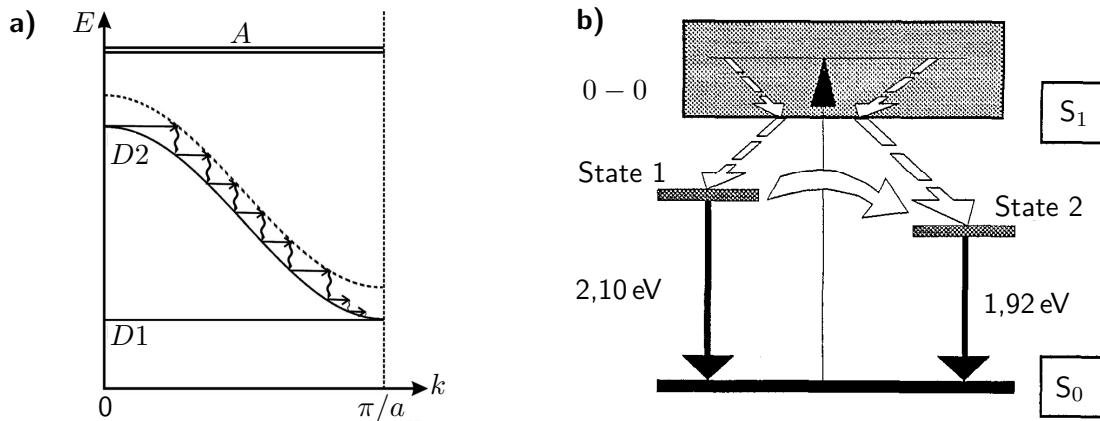 a)
E
A
D2
D1
0
π/a
k
b)
0 – 0
S₁
State 1
State 2
2,10 eV
1,92 eV
S₀